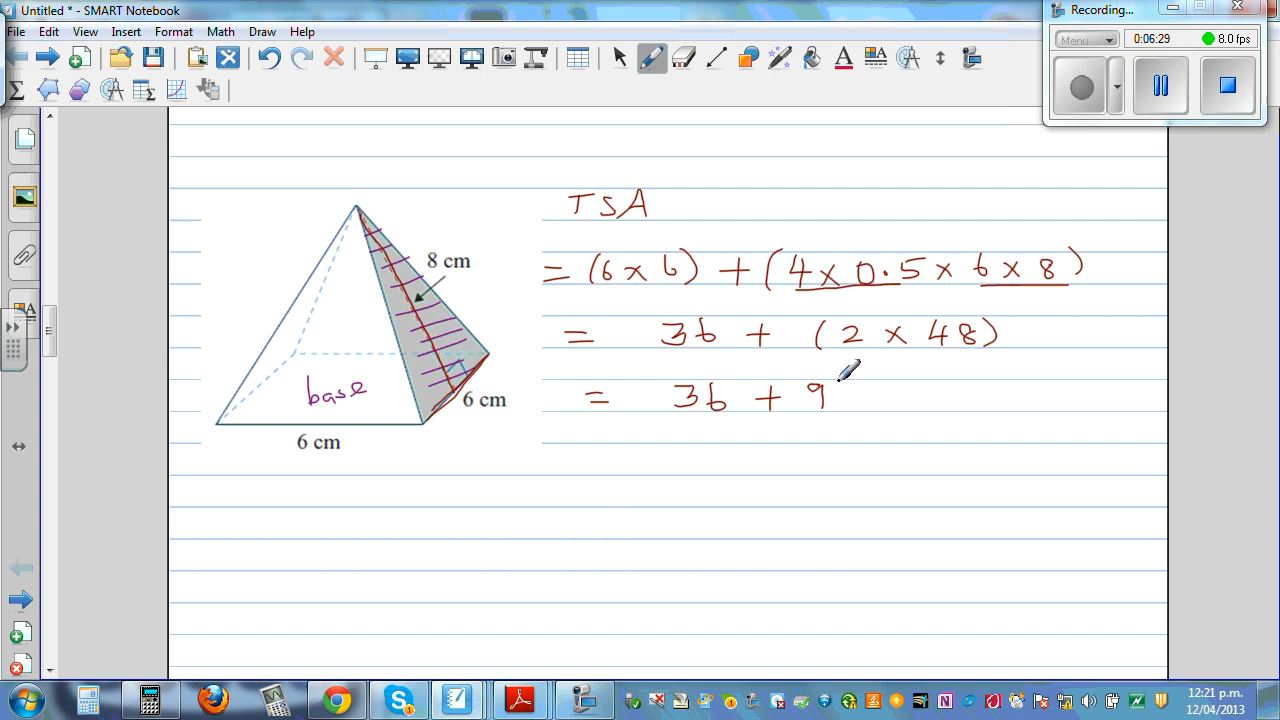 Untitled * - SMART Notebook
Recording...
File Edit View Insert Format Math Draw Help
Menu
0:06:29
8.0 fps
TSA
8 cm
= (6 x 6) + (4 x 0.5 x 6 x 8)
= 36 + (2 x 48)
base
6 cm
= 36 + 9
6 cm
12:21 p.m.
12/04/2013